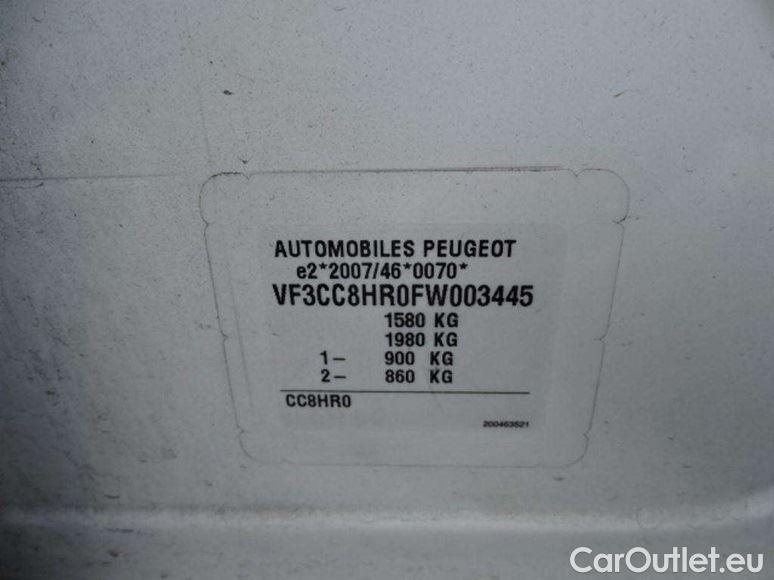 AUTOMOBILES PEUGEOT
e2*2007/46*0070*
VF3CC8HR0FW003445
1580 KG
1980 KG
1- 900 KG
2- 860 KG
CC8HR0
200463521
CarOutlet.eu